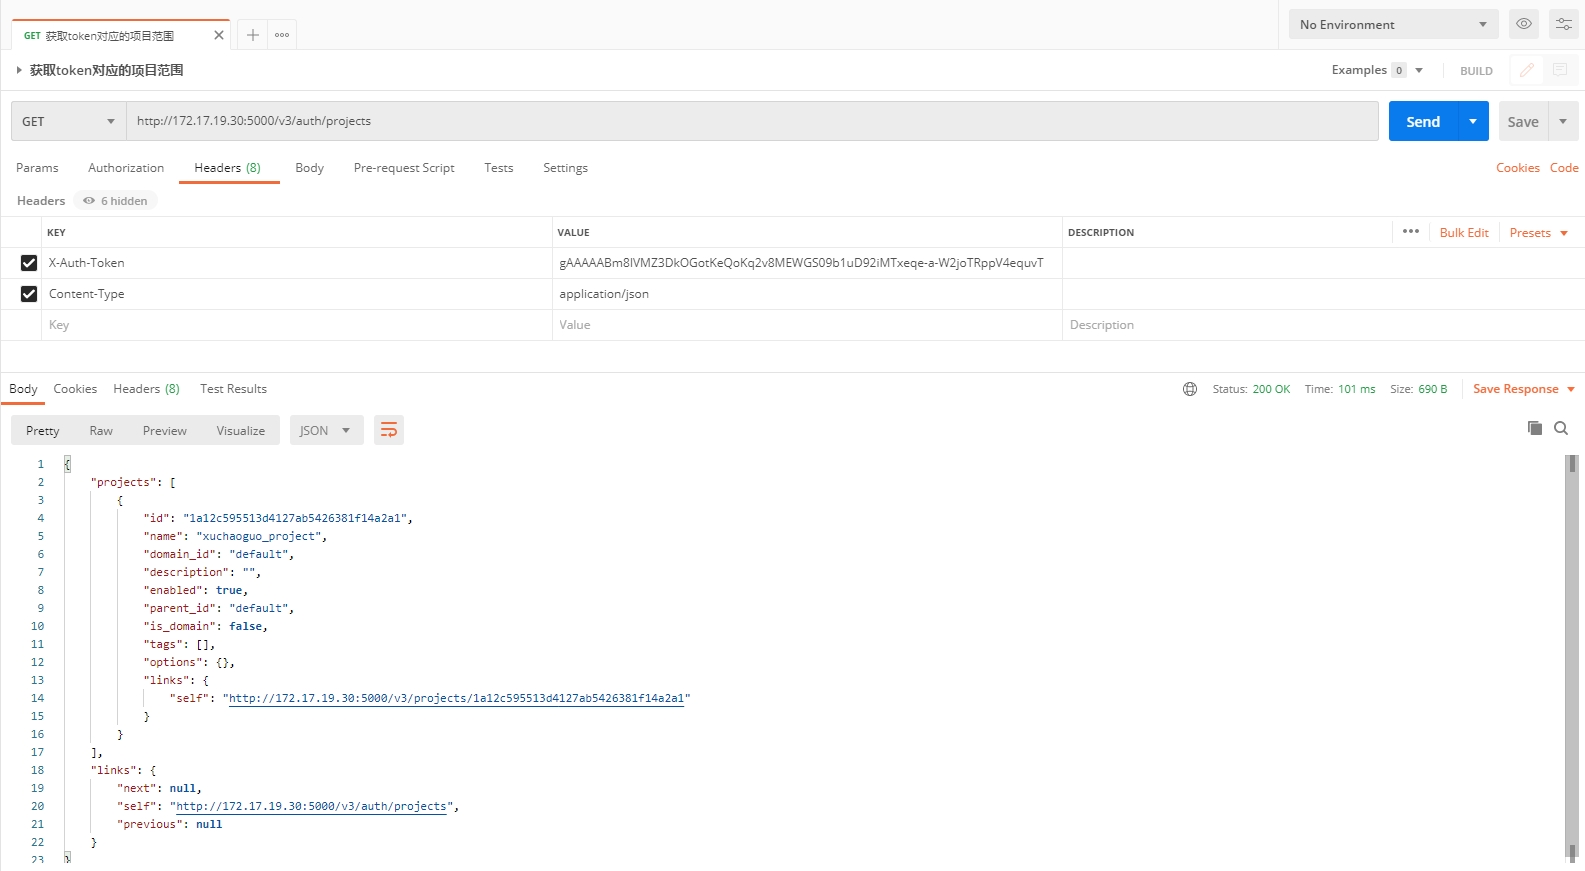 GET 获取token对应的项目范围
No Environment
获取token对应的项目范围
Examples 0 BUILD
GET http://172.17.19.30:5000/v3/auth/projects Send Save
Params Authorization Headers (8) Body Pre-request Script Tests Settings Cookies Code
Headers 6 hidden
KEY VALUE DESCRIPTION ••• Bulk Edit Presets
X-Auth-Token gAAAAABm8IVMZ3DkOGotKeQoKq2v8MEWGS09b1uD92iMTxeqe-a-W2joTRppV4equvT
Content-Type application/json
Key Value Description
Body Cookies Headers (8) Test Results Status: 200 OK Time: 101 ms Size: 690 B Save Response
Pretty Raw Preview Visualize JSON
1 {
2 "projects": [
3 {
4 "id": "1a12c595513d4127ab5426381f14a2a1",
5 "name": "xuchaoguo_project",
6 "domain_id": "default",
7 "description": "",
8 "enabled": true,
9 "parent_id": "default",
10 "is_domain": false,
11 "tags": [],
12 "options": {},
13 "links": {
14 "self": "http://172.17.19.30:5000/v3/projects/1a12c595513d4127ab5426381f14a2a1"
15 }
16 }
17 ],
18 "links": {
19 "next": null,
20 "self": "http://172.17.19.30:5000/v3/auth/projects",
21 "previous": null
22 }
23 }